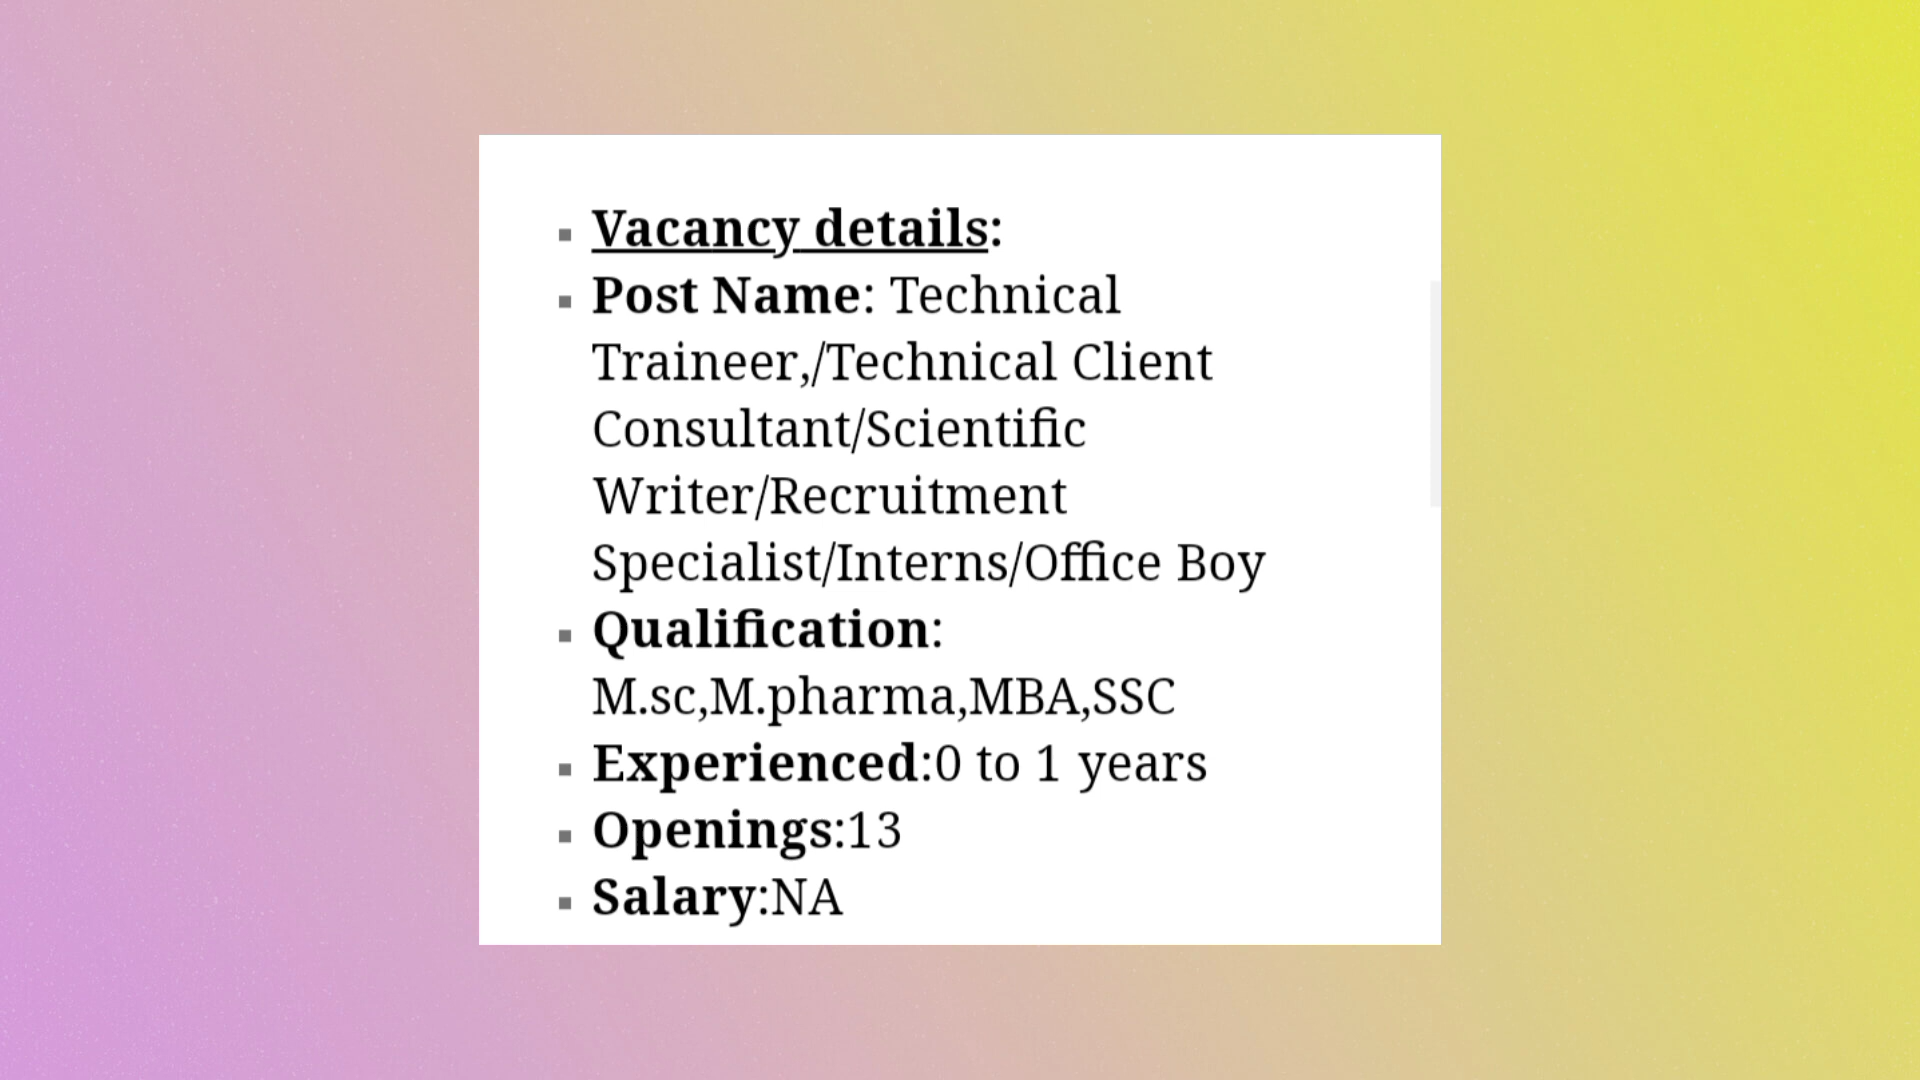 Vacancy details:
Post Name: Technical
Traineer,/Technical Client
Consultant/Scientific
Writer/Recruitment
Specialist/Interns/Office Boy
Qualification:
M.sc,M.pharma,MBA,SSC
Experienced:0 to 1 years
Openings:13
Salary:NA